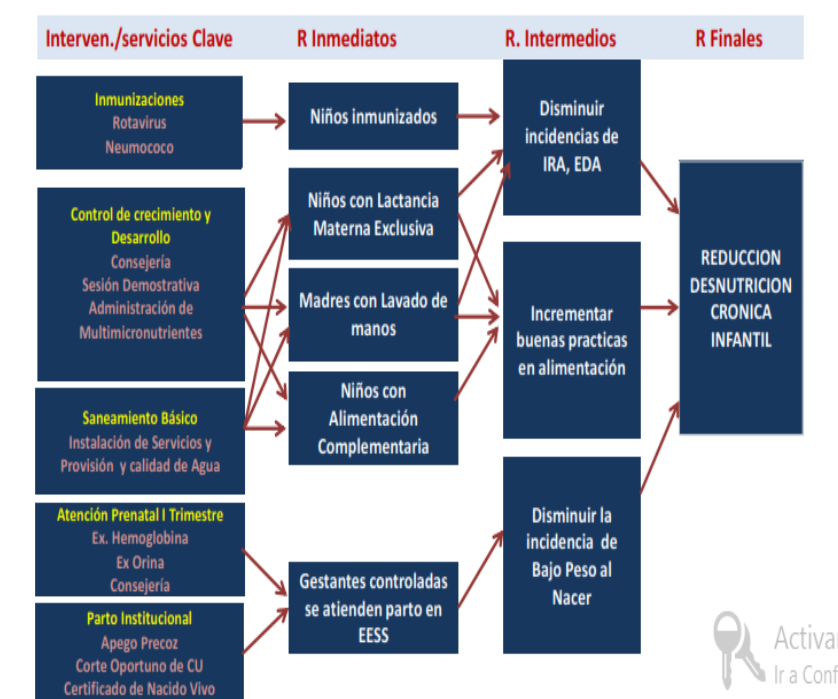 Interven./servicios Clave
R Inmediatos
R. Intermedios
R Finales
Inmunizaciones
Rotavirus
Neumococo
Control de crecimiento y
Desarrollo
Consejería
Sesión Demostrativa
Administración de
Multimicronutrientes
Saneamiento Básico
Instalación de Servicios y
Provisión y calidad de Agua
Atención Prenatal I Trimestre
Ex. Hemoglobina
Ex Orina
Consejería
Parto Institucional
Apego Precoz
Corte Oportuno de CU
Certificado de Nacido Vivo
Niños inmunizados
Niños con Lactancia
Materna Exclusiva
Madres con Lavado de
manos
Niños con
Alimentación
Complementaria
Gestantes controladas
se atienden parto en
EESS
Disminuir
incidencias de
IRA, EDA
Incrementar
buenas practicas
en alimentación
Disminuir la
incidencia de
Bajo Peso al
Nacer
REDUCCION
DESNUTRICION
CRONICA
INFANTIL
Activa
Ir a Conf